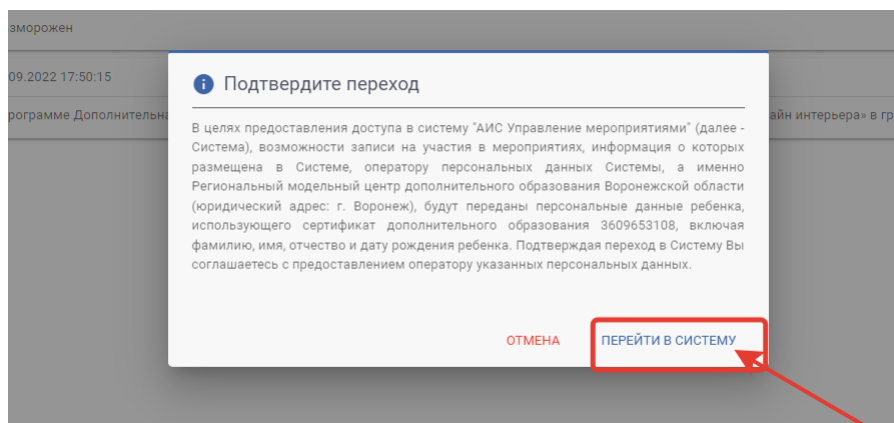 зморожен
09.2022 17:50:15
Подтвердите переход
рограмме Дополнительна
айн интерьера» в гр
В целях предоставления доступа в систему "АИС Управление мероприятиями" (далее -
Система), возможности записи на участия в мероприятиях, информация о которых
размещена в Системе, оператору персональных данных Системы, а именно
Региональный модельный центр дополнительного образования Воронежской области
(юридический адрес: г. Воронеж), будут переданы персональные данные ребенка,
использующего сертификат дополнительного образования 3609653108, включая
фамилию, имя, отчество и дату рождения ребенка. Подтверждая переход в Систему Вы
соглашаетесь с предоставлением оператору указанных персональных данных.
ОТМЕНА ПЕРЕЙТИ В СИСТЕМУ